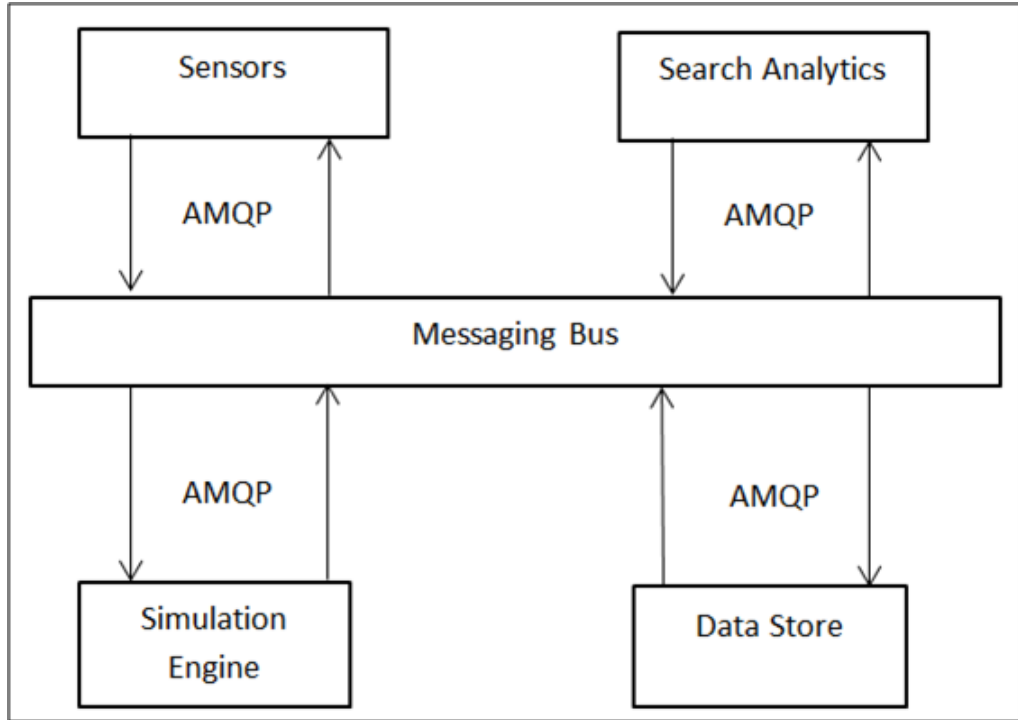 Sensors
Search Analytics
AMQP
AMQP
Messaging Bus
AMQP
AMQP
Simulation
Engine
Data Store